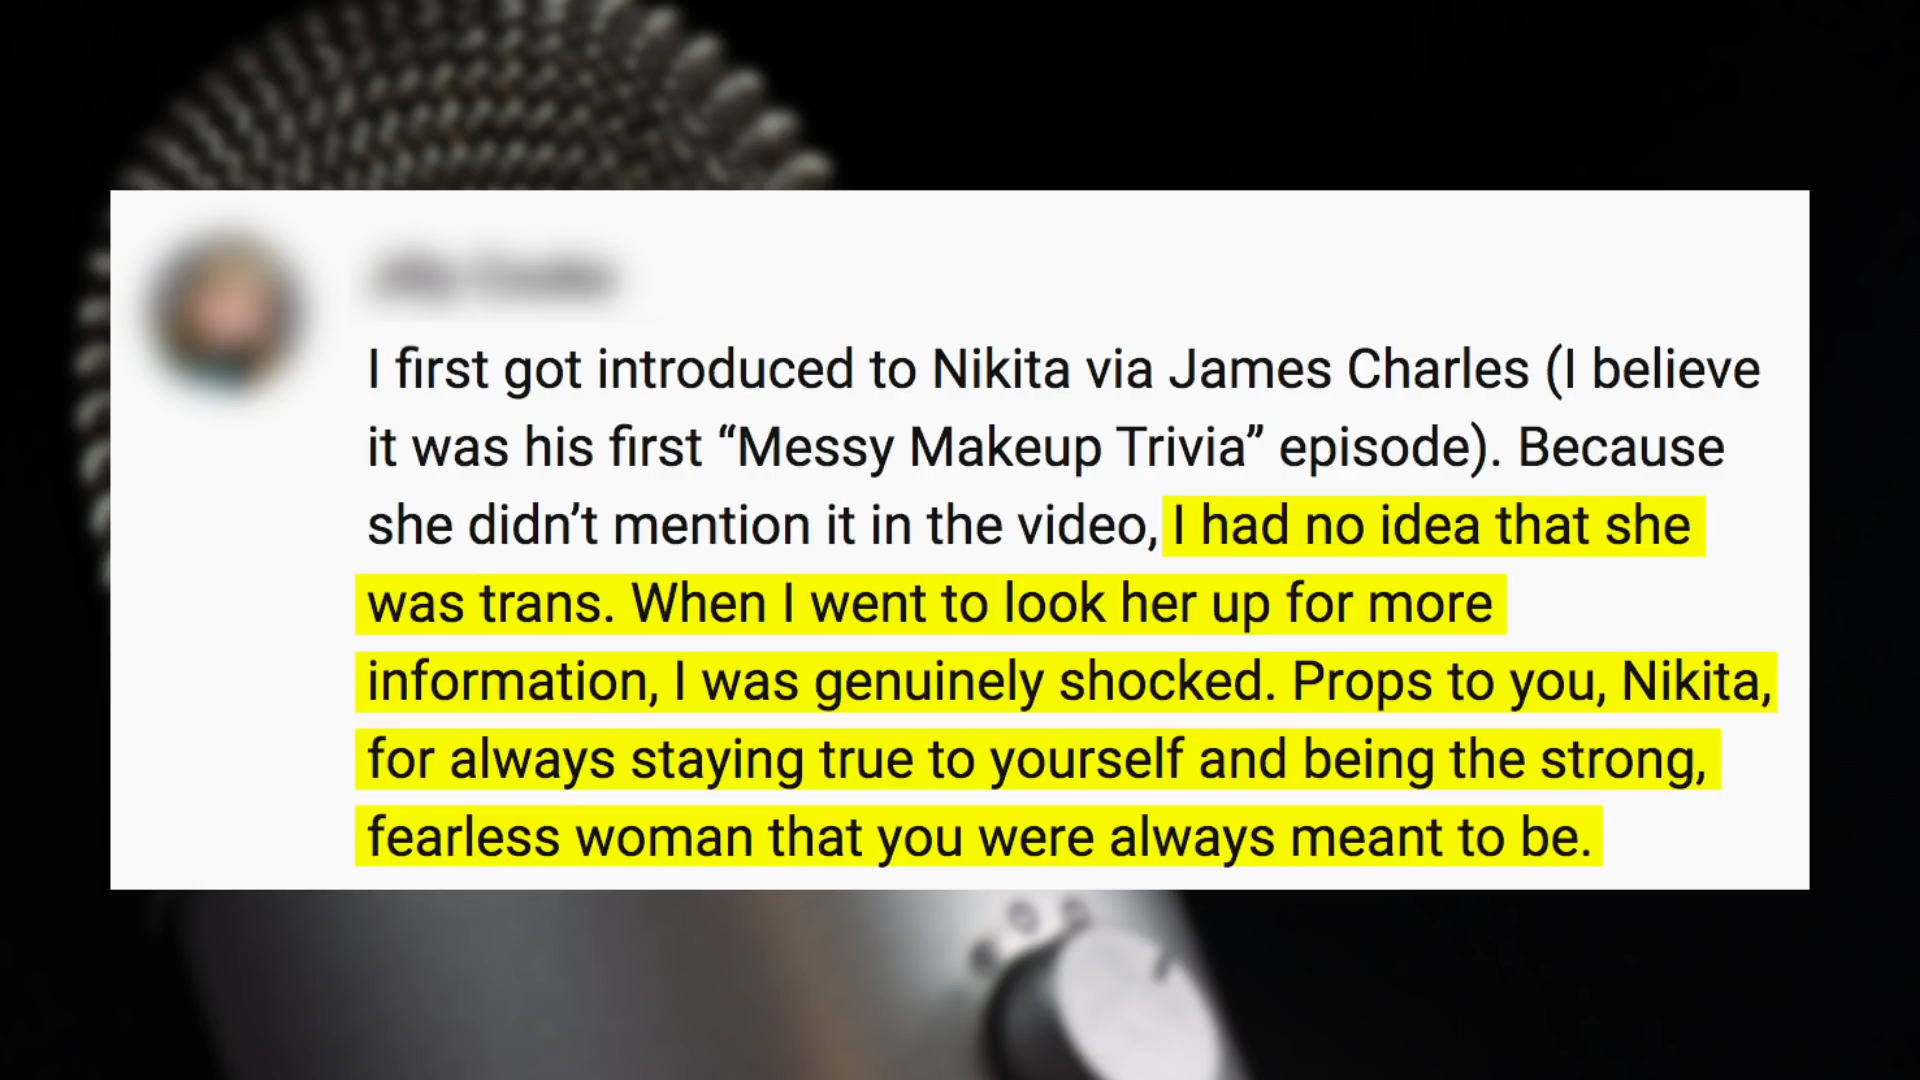 I first got introduced to Nikita via James Charles (I believe
it was his first “Messy Makeup Trivia” episode). Because
she didn’t mention it in the video, I had no idea that she
was trans. When I went to look her up for more
information, I was genuinely shocked. Props to you, Nikita,
for always staying true to yourself and being the strong,
fearless woman that you were always meant to be.